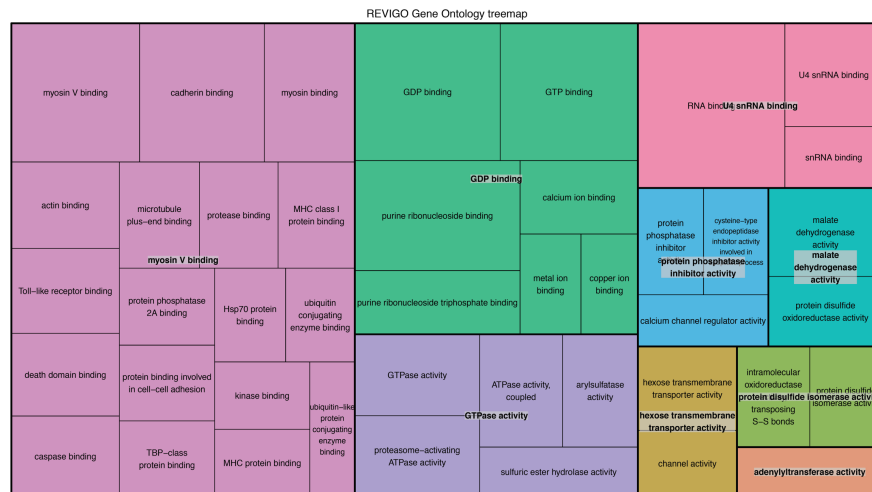 REVIGO Gene Ontology treemap
myosin V binding
cadherin binding
myosin binding
actin binding
microtubule
plus−end binding
protease binding
MHC class I
protein binding
myosin V binding
Toll−like receptor binding
protein phosphatase
2A binding
Hsp70 protein
binding
ubiquitin
conjugating
enzyme binding
death domain binding
protein binding involved
in cell−cell adhesion
kinase binding
ubiquitin−like
protein
conjugating
enzyme
binding
caspase binding
TBP−class
protein binding
MHC protein binding
GDP binding
GTP binding
GDP binding
purine ribonucleoside binding
calcium ion binding
metal ion
binding
copper ion
binding
purine ribonucleoside triphosphate binding
GTPase activity
ATPase activity,
coupled
arylsulfatase
activity
GTPase activity
proteasome−activating
ATPase activity
sulfuric ester hydrolase activity
RNA
U4 snRNA binding
U4 snRNA binding
snRNA binding
protein
phosphatase
inhibitor
cysteine−type
endopeptidase
inhibitor activity
involved in
protein phosphatase
inhibitor activity
calcium channel regulator activity
malate
dehydrogenase
activity
malate
dehydrogenase
activity
protein disulfide
oxidoreductase activity
hexose transmembrane
transporter activity
hexose transmembrane
transporter activity
channel activity
intramolecular
oxidoreductase
transposing
S−S bonds
protein disulfide
isomerase
protein disulfide isomerase
adenylyltransferase activity